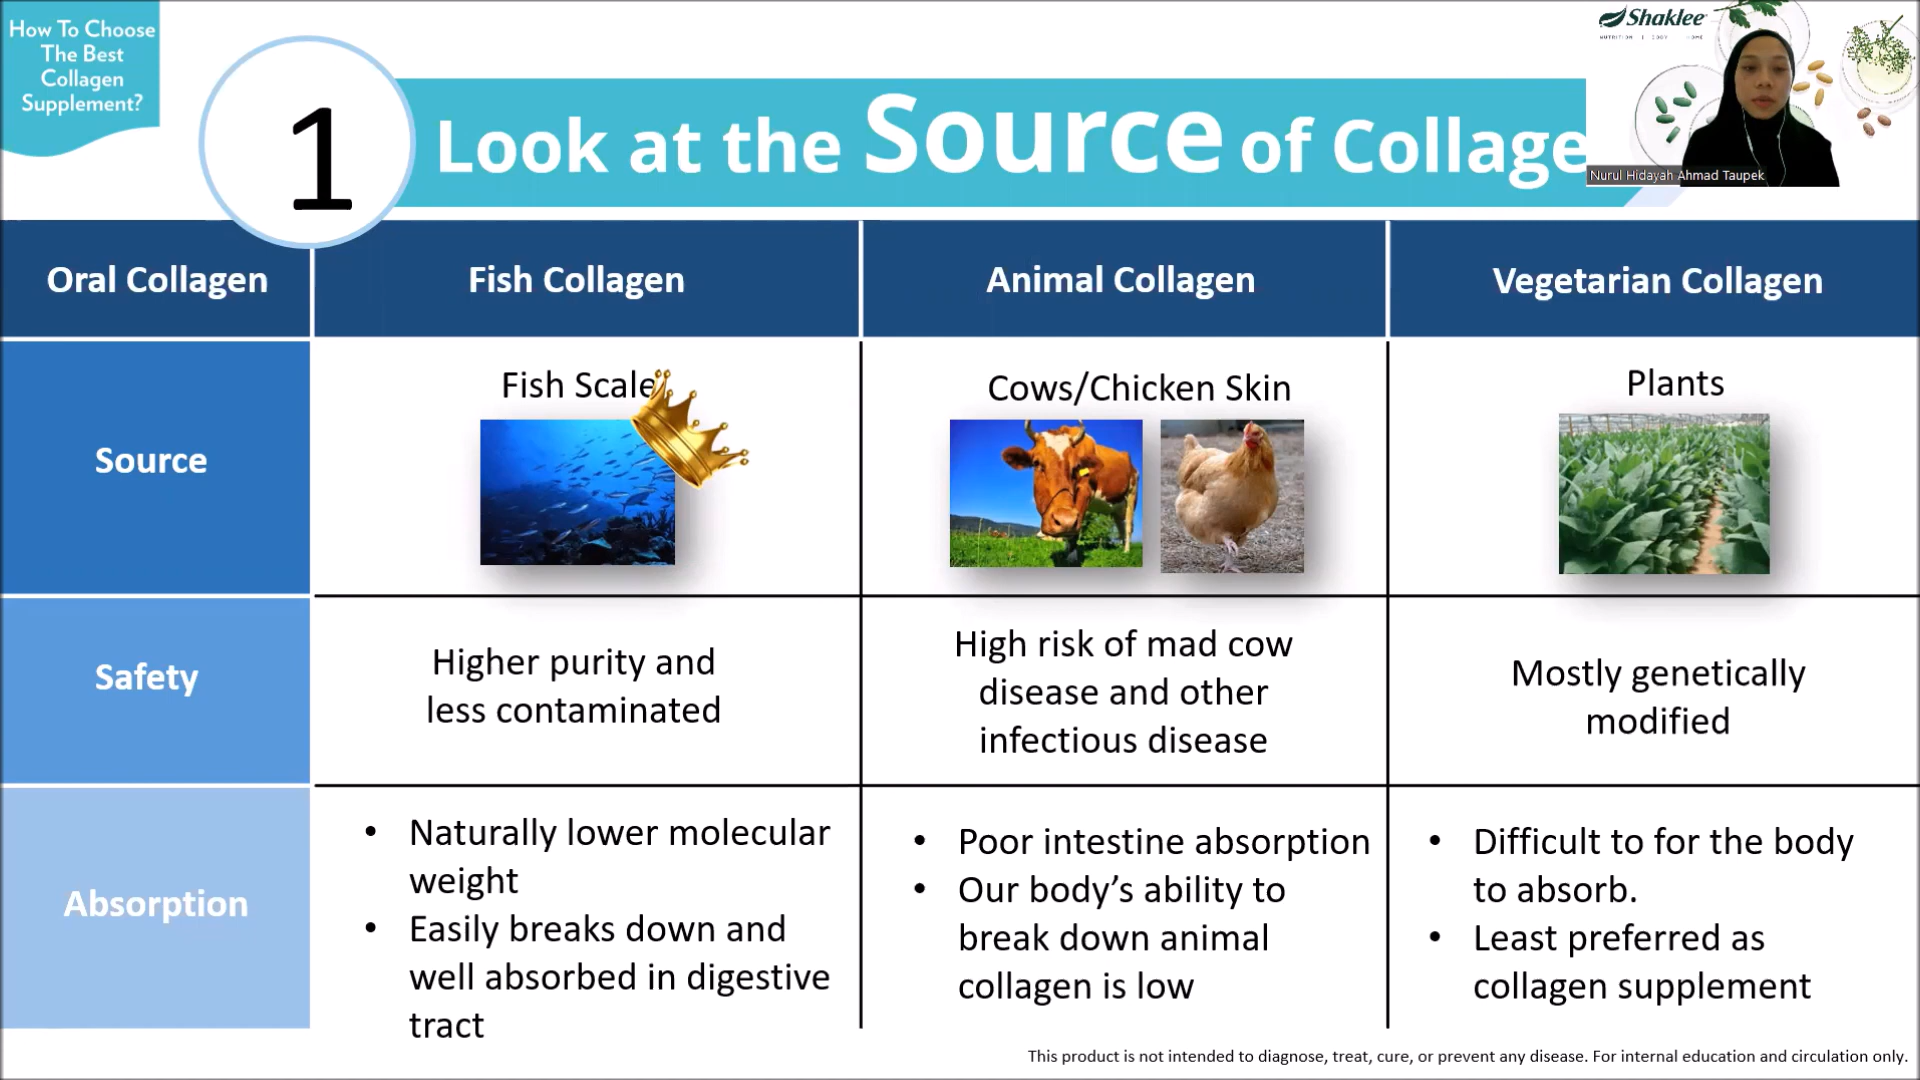 How To Choose
The Best
Collagen
Supplement?
1
Look at the Source of Collage
Shaklee
Nurul Hidayah Ahmad Taupek
Oral Collagen
Fish Collagen
Animal Collagen
Vegetarian Collagen
Source
Fish Scale
Cows/Chicken Skin
Plants
Safety
Higher purity and
less contaminated
High risk of mad cow
disease and other
infectious disease
Mostly genetically
modified
Absorption
• Naturally lower molecular
weight
• Easily breaks down and
well absorbed in digestive
tract
• Poor intestine absorption
• Our body’s ability to
break down animal
collagen is low
• Difficult to for the body
to absorb.
• Least preferred as
collagen supplement
This product is not intended to diagnose, treat, cure, or prevent any disease. For internal education and circulation only.